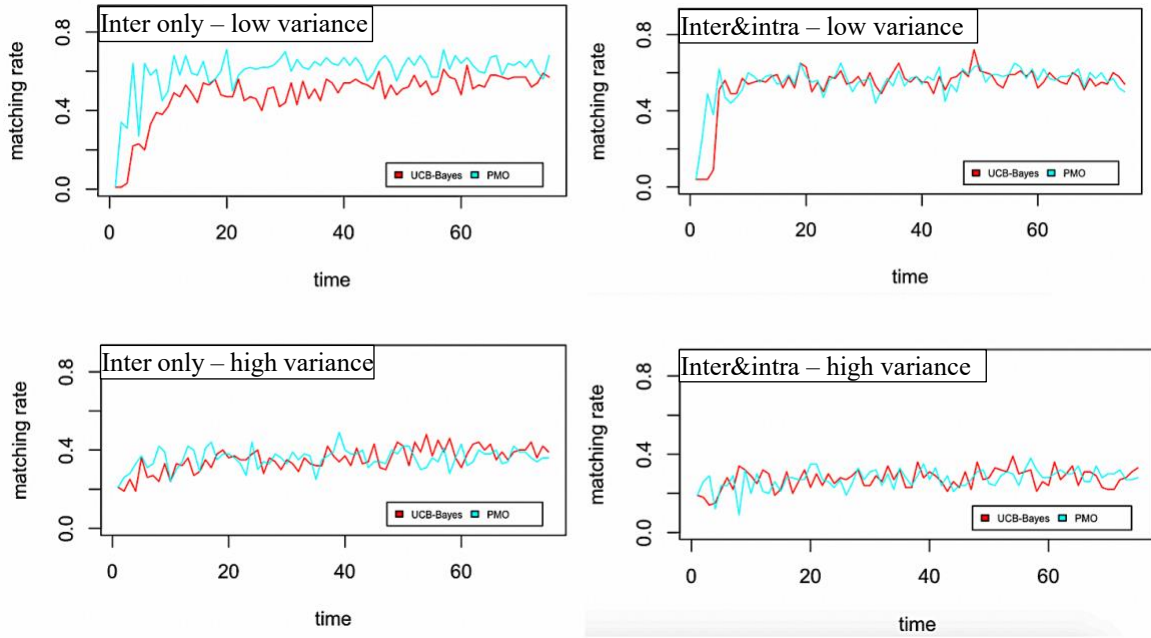 Inter only – low variance
matching rate
0.0 0.4 0.8
UCB-Bayes PMO
0 20 40 60
time
Inter&intra – low variance
matching rate
0.0 0.4 0.8
UCB-Bayes PMO
0 20 40 60
time
Inter only – high variance
matching rate
0.0 0.4 0.8
UCB-Bayes PMO
0 20 40 60
time
Inter&intra – high variance
matching rate
0.0 0.4 0.8
UCB-Bayes PMO
0 20 40 60
time